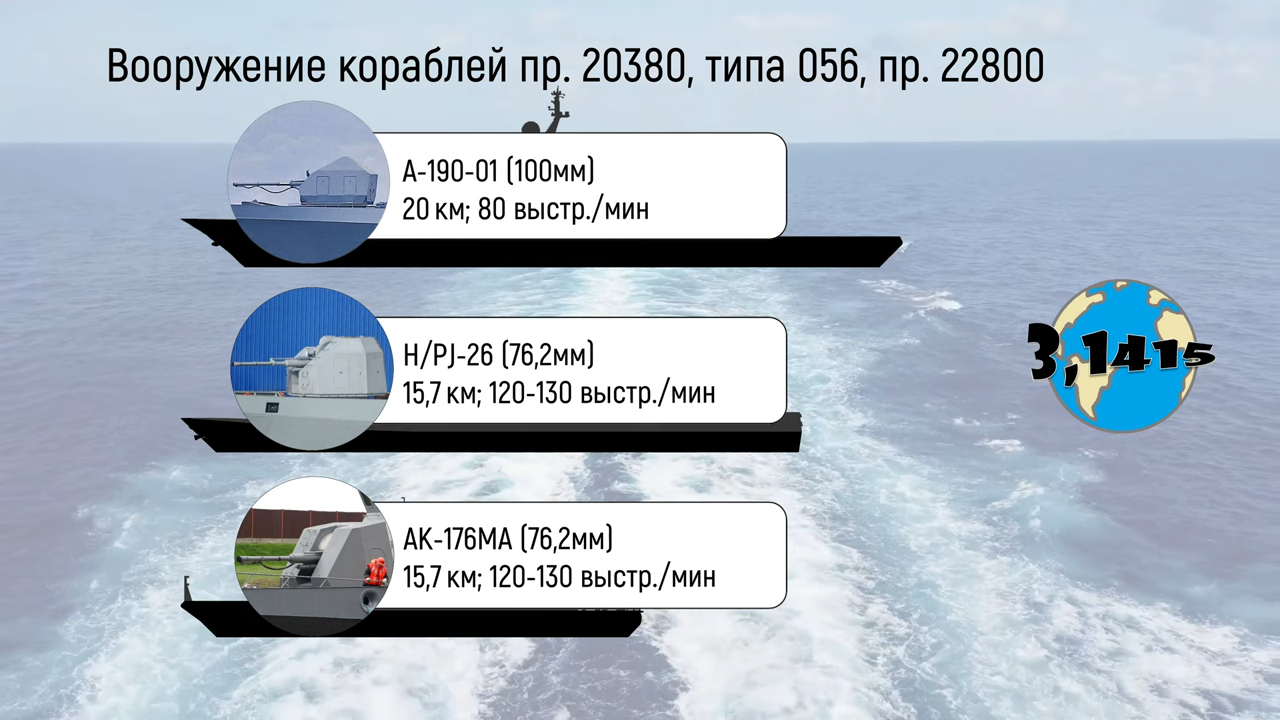 Вооружение кораблей пр. 20380, типа 056, пр. 22800
А-190-01 (100мм)
20 км; 80 выстр./мин
H/PJ-26 (76,2мм)
15,7 км; 120-130 выстр./мин
3,1415
АК-176МА (76,2мм)
15,7 км; 120-130 выстр./мин